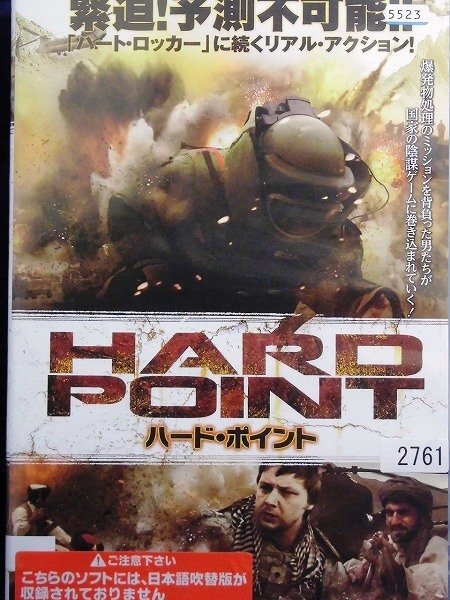 緊迫!予測不可能!!
5523
「ハート・ロッカー」に続くリアル・アクション!
爆発物処理のミッションを背負った男たちが
国家の陰謀ゲームに巻き込まれていく!
HARD
POINT
ハード・ポイント
2761
ご注意下さい
こちらのソフトには、日本語吹替版が
収録されておりません